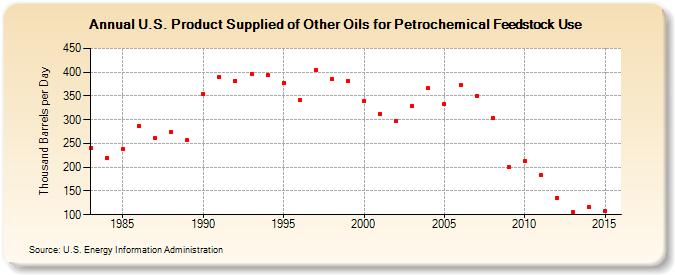 Annual U.S. Product Supplied of Other Oils for Petrochemical Feedstock Use
Thousand Barrels per Day
450
400
350
300
250
200
150
100
1985 1990 1995 2000 2005 2010 2015
Source: U.S. Energy Information Administration